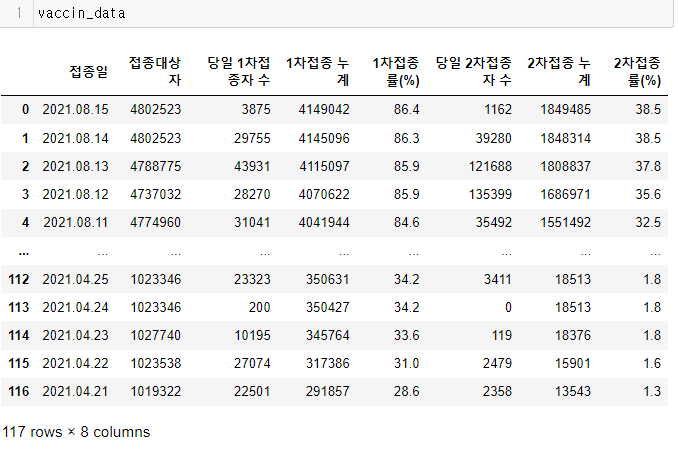 1 vaccin_data
접종일 접종대상자 당일 1차접종자 수 1차접종 누계 1차접종률(%) 당일 2차접종자 수 2차접종 누계 2차접종률(%)
0 2021.08.15 4802523 3875 4149042 86.4 1162 1849485 38.5
1 2021.08.14 4802523 29755 4145096 86.3 39280 1848314 38.5
2 2021.08.13 4788775 43931 4115097 85.9 121688 1808837 37.8
3 2021.08.12 4737032 28270 4070622 85.9 135399 1686971 35.6
4 2021.08.11 4774960 31041 4041944 84.6 35492 1551492 32.5
... ... ... ... ... ... ... ... ...
112 2021.04.25 1023346 23323 350631 34.2 3411 18513 1.8
113 2021.04.24 1023346 200 350427 34.2 0 18513 1.8
114 2021.04.23 1027740 10195 345764 33.6 119 18376 1.8
115 2021.04.22 1023538 27074 317386 31.0 2479 15901 1.6
116 2021.04.21 1019322 22501 291857 28.6 2358 13543 1.3
117 rows × 8 columns